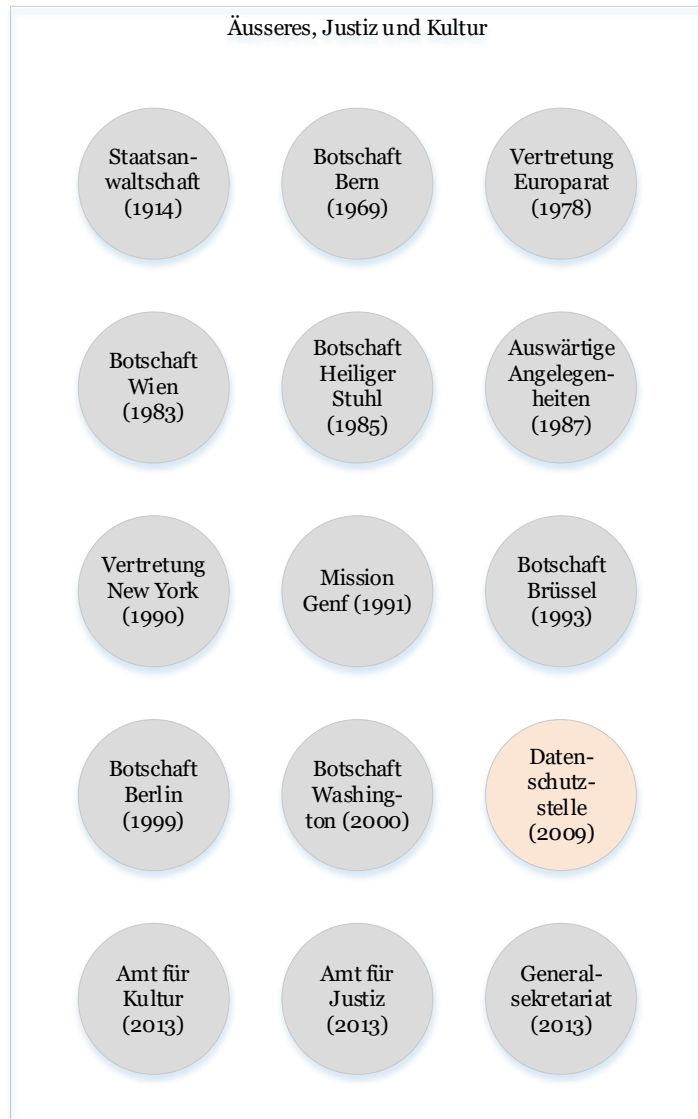 Äusseres, Justiz und Kultur
Staatsan-
waltschaft
(1914)
Botschaft
Bern
(1969)
Vertretung
Europarat
(1978)
Botschaft
Wien
(1983)
Botschaft
Heiliger
Stuhl
(1985)
Auswärtige
Angelegen-
heiten
(1987)
Vertretung
New York
(1990)
Mission
Genf (1991)
Botschaft
Brüssel
(1993)
Botschaft
Berlin
(1999)
Botschaft
Washing-
ton (2000)
Daten-
schutz-
stelle
(2009)
Amt für
Kultur
(2013)
Amt für
Justiz
(2013)
General-
sekretariat
(2013)